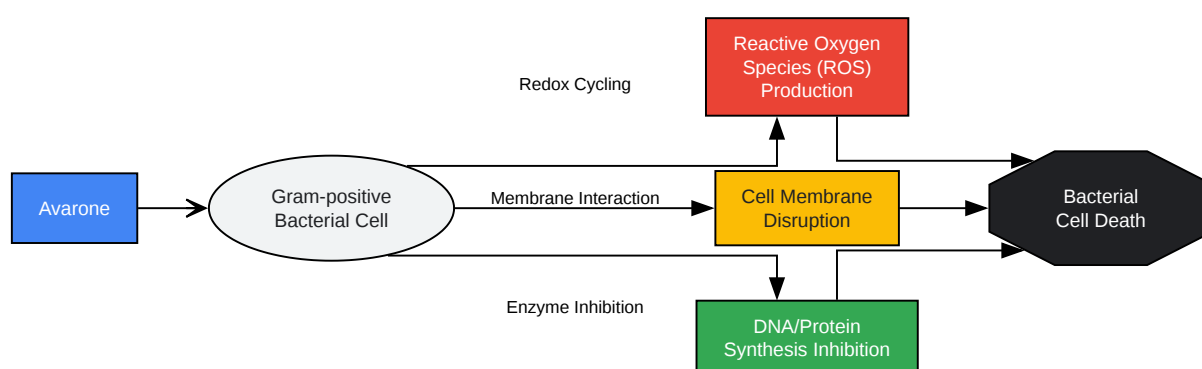 Avarone
Gram-positive
Bacterial Cell
Redox Cycling
Membrane Interaction
Enzyme Inhibition
Reactive Oxygen
Species (ROS)
Production
Cell Membrane
Disruption
DNA/Protein
Synthesis Inhibition
Bacterial
Cell Death